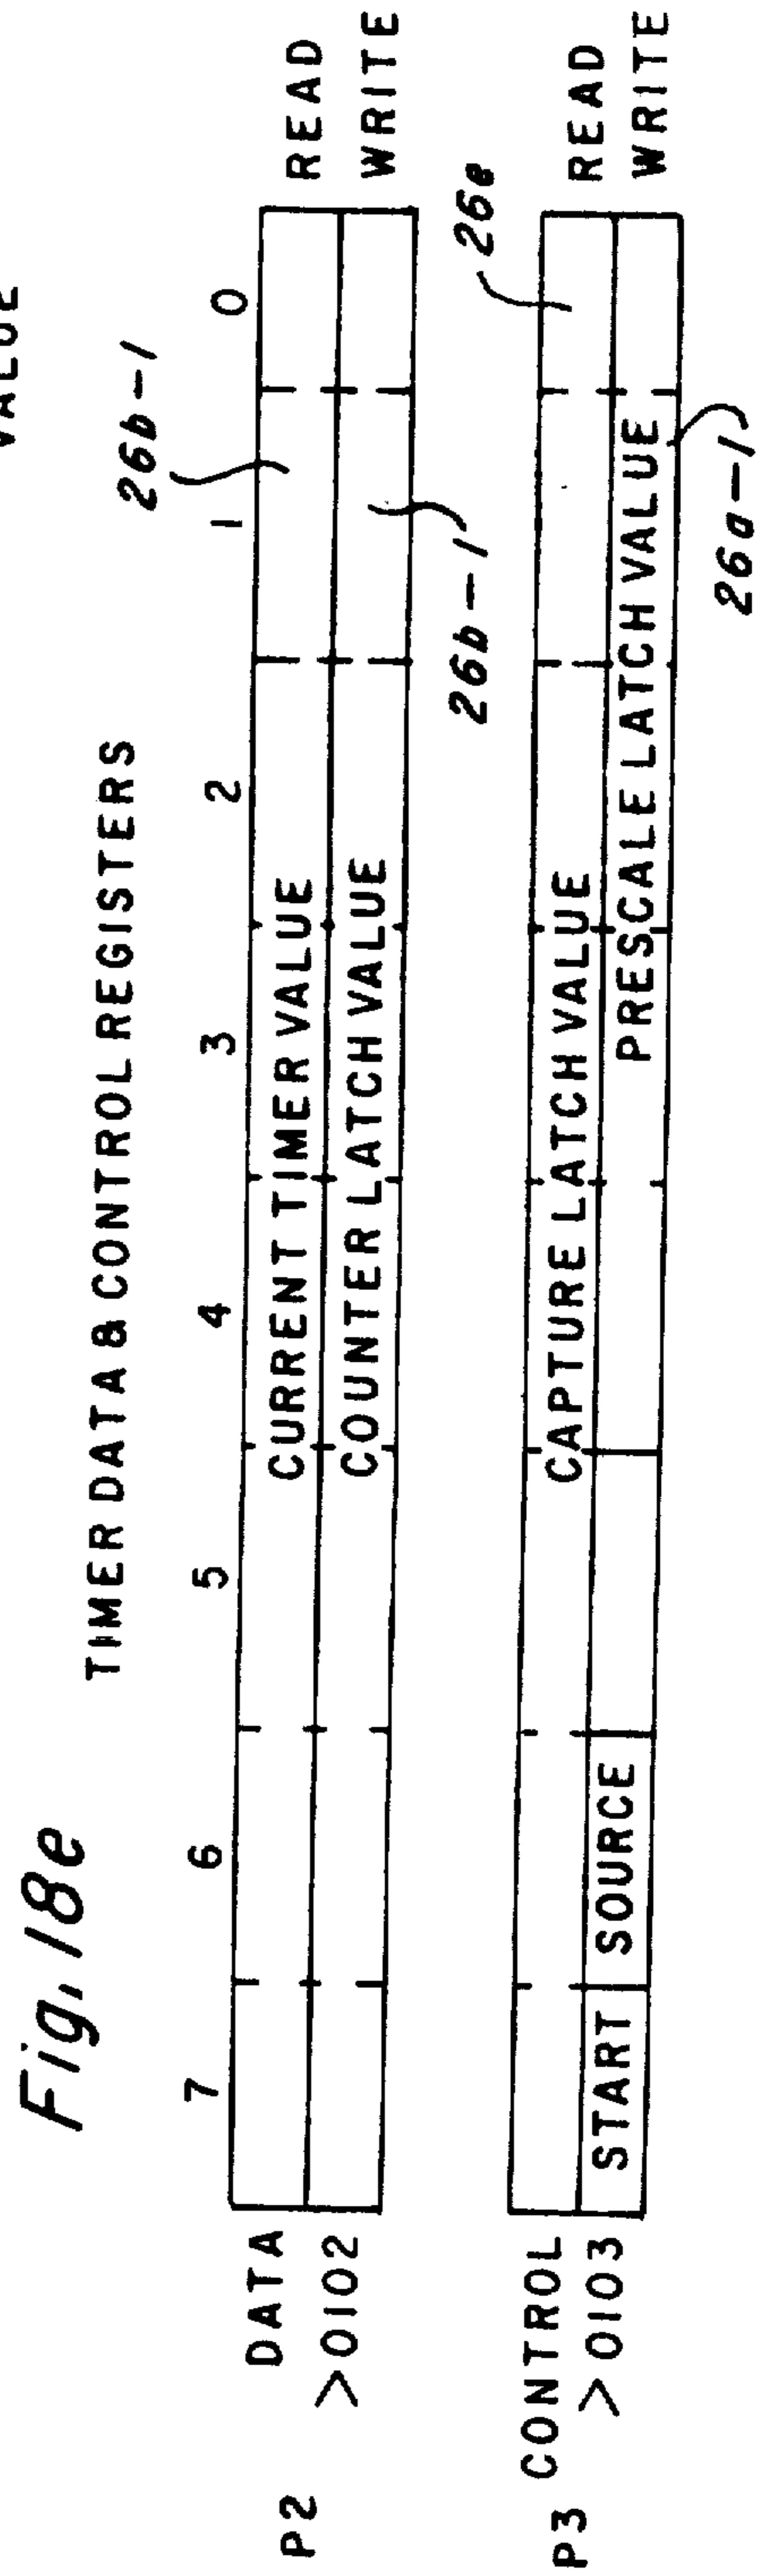 VALUE
Fig. 18e
TIMER DATA & CONTROL REGISTERS
7 6 5 4 3 2 1 0
26b-1
P2 DATA CURRENT TIMER VALUE READ
>0102 COUNTER LATCH VALUE WRITE
26b-1
26e
P3 CONTROL CAPTURE LATCH VALUE READ
>0103 START SOURCE PRESCALE LATCH VALUE WRITE
26a-1